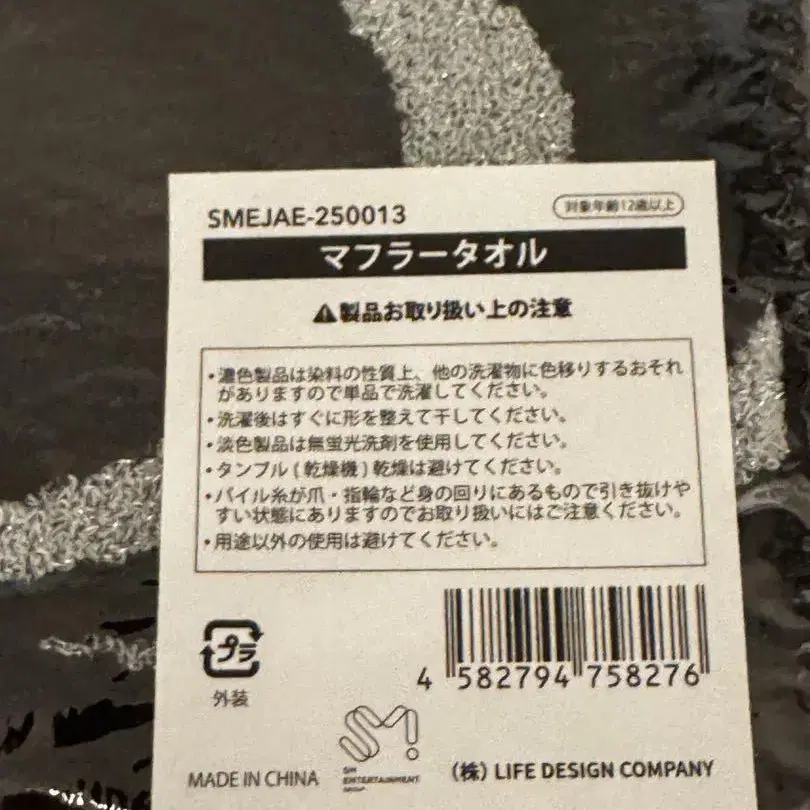 SMEJAE-250013
対象年齢12歳以上
マフラータオル
⚠製品お取り扱い上の注意
・濃色製品は染料の性質上、他の洗濯物に色移りするおそれ
がありますので単品で洗濯してください。
・洗濯後はすぐに形を整えて干してください。
・淡色製品は無蛍光洗剤を使用してください。
・タンブル(乾燥機)乾燥は避けてください。
・パイル糸が爪・指輪など身の回りにあるもので引き抜けや
すい状態にありますのでお取り扱いにはご注意ください。
・用途以外の使用は避けてください。
プラ
外装
4 582794 758276
SM
SM
ENTERTAINMENT
GROUP
MADE IN CHINA
(株) LIFE DESIGN COMPANY